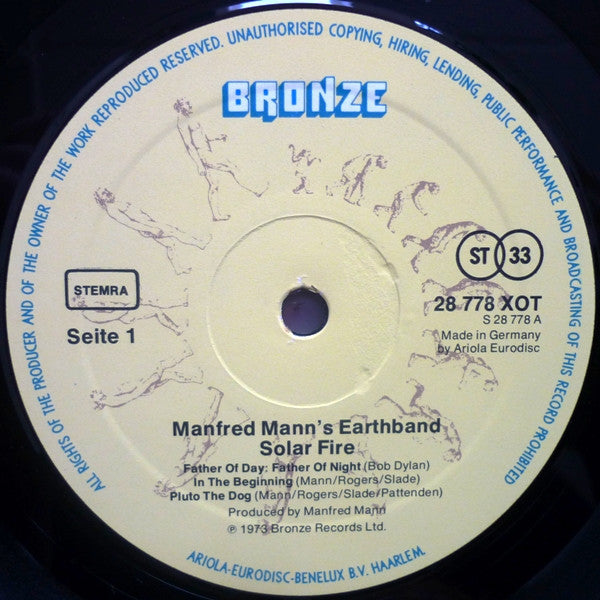 ALL RIGHTS OF THE PRODUCER AND OF THE OWNER OF THE WORK REPRODUCED RESERVED. UNAUTHORISED COPYING, HIRING, LENDING, PUBLIC PERFORMANCE AND BROADCASTING OF THIS RECORD PROHIBITED
BRONZE
ST 33
STEMRA
28 778 XOT
S 28 778 A
Seite 1
Made in Germany
by Ariola Eurodisc
Manfred Mann's Earthband
Solar Fire
Father Of Day: Father Of Night (Bob Dylan)
In The Beginning (Mann/Rogers/Slade)
Pluto The Dog (Mann/Rogers/Slade/Pattenden)
Produced by Manfred Mann
℗ 1973 Bronze Records Ltd.
ARIOLA-EURODISC-BENELUX B.V. HAARLEM